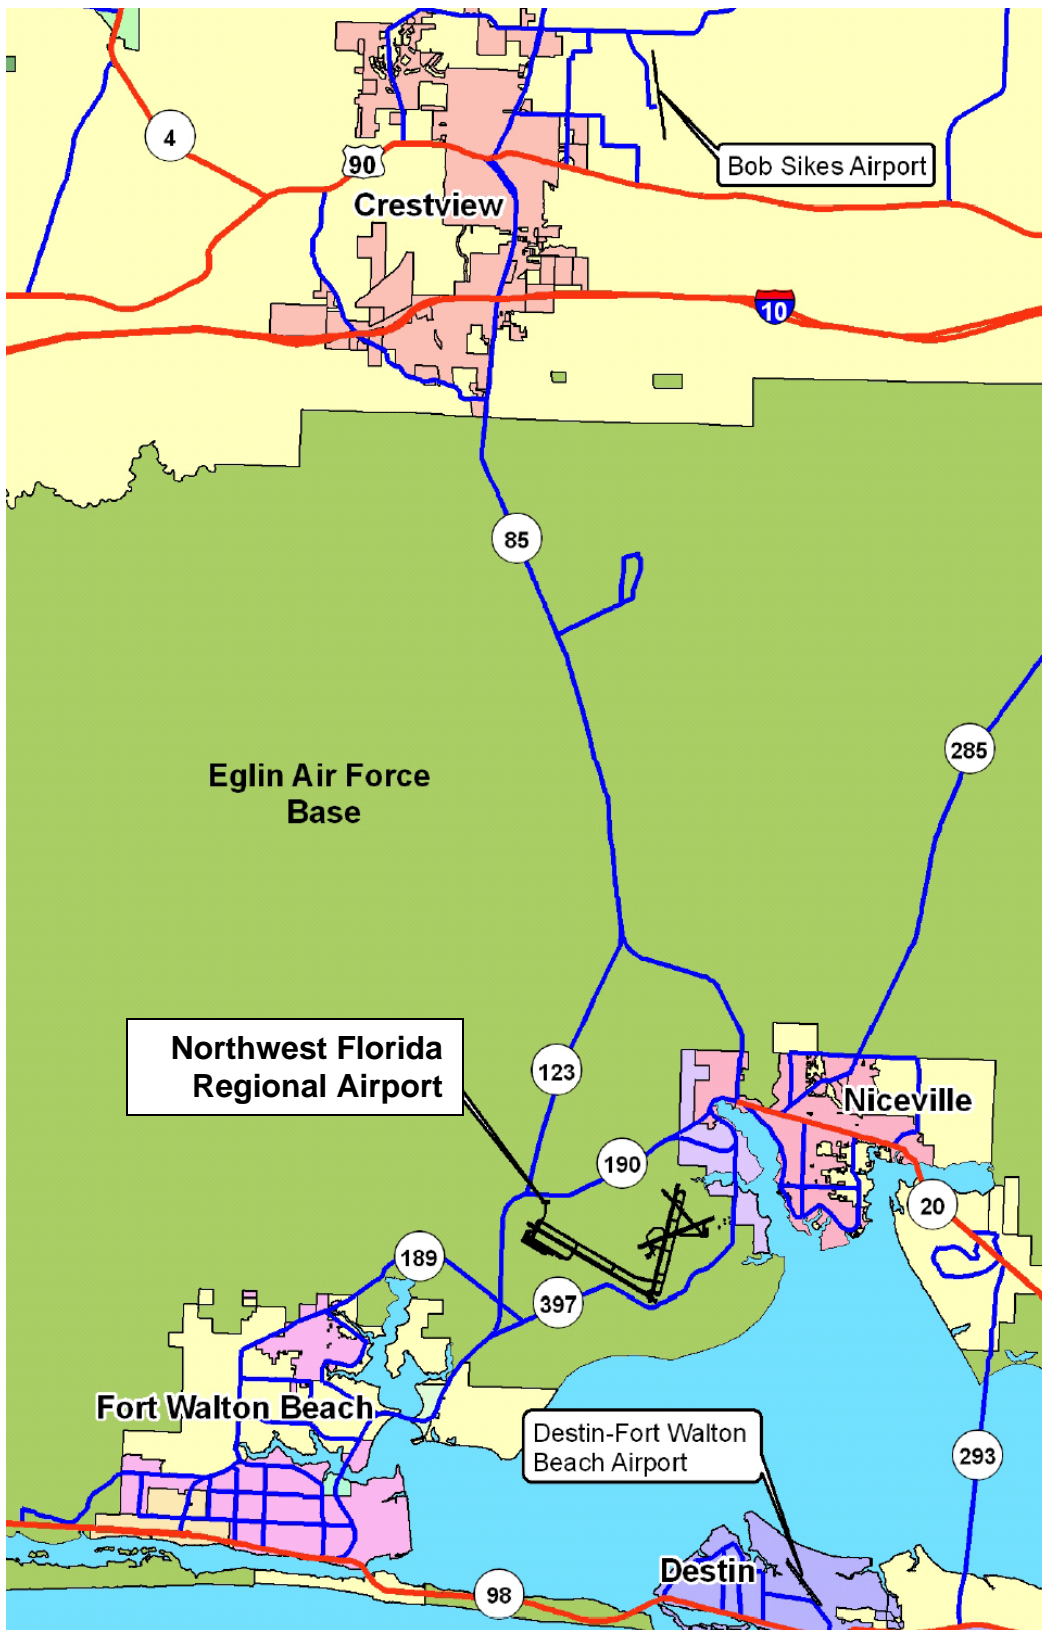 4
90
Bob Sikes Airport
Crestview
10
85
285
Eglin Air Force
Base
Northwest Florida
Regional Airport
123
Niceville
190
20
189
397
Fort Walton Beach
Destin-Fort Walton
Beach Airport
293
Destin
98